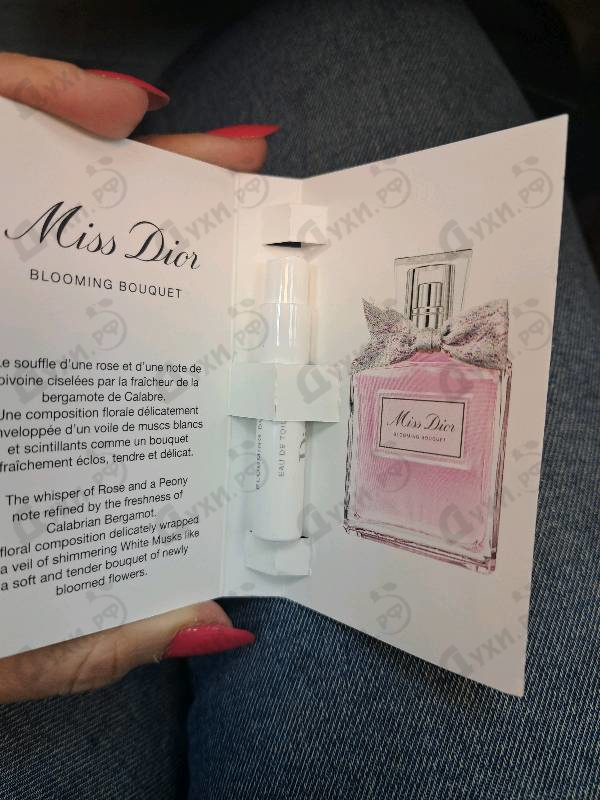 Miss Dior
BLOOMING BOUQUET
Le souffle d'une rose et d'une note de
pivoine ciselées par la fraîcheur de la
bergamote de Calabre.
Une composition florale délicatement
enveloppée d'un voile de muscs blancs
et scintillants comme un bouquet
fraîchement éclos, tendre et délicat.
The whisper of Rose and a Peony
note refined by the freshness of
Calabrian Bergamot.
floral composition delicately wrapped
a veil of shimmering White Musks like
a soft and tender bouquet of newly
bloomed flowers.
EAU DE TOI
Miss Dior
BLOOMING BOUQUET
Духи.рф